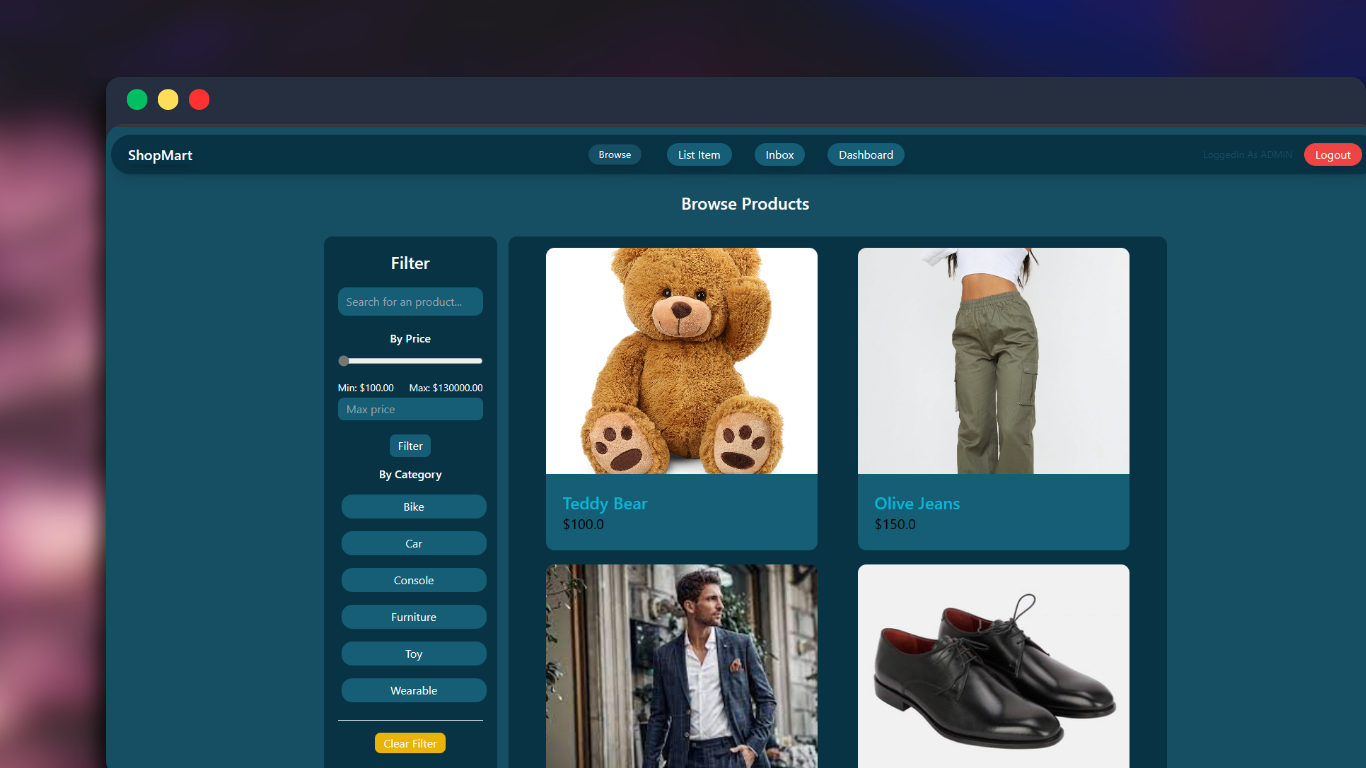 ShopMart
Browse
List Item
Inbox
Dashboard
LoggedIn As ADMIN
Logout
Browse Products
Filter
Search for an product...
By Price
Min: $100.00
Max: $130000.00
Max price
Filter
By Category
Bike
Car
Console
Furniture
Toy
Wearable
Clear Filter
Teddy Bear
$100.0
Olive Jeans
$150.0